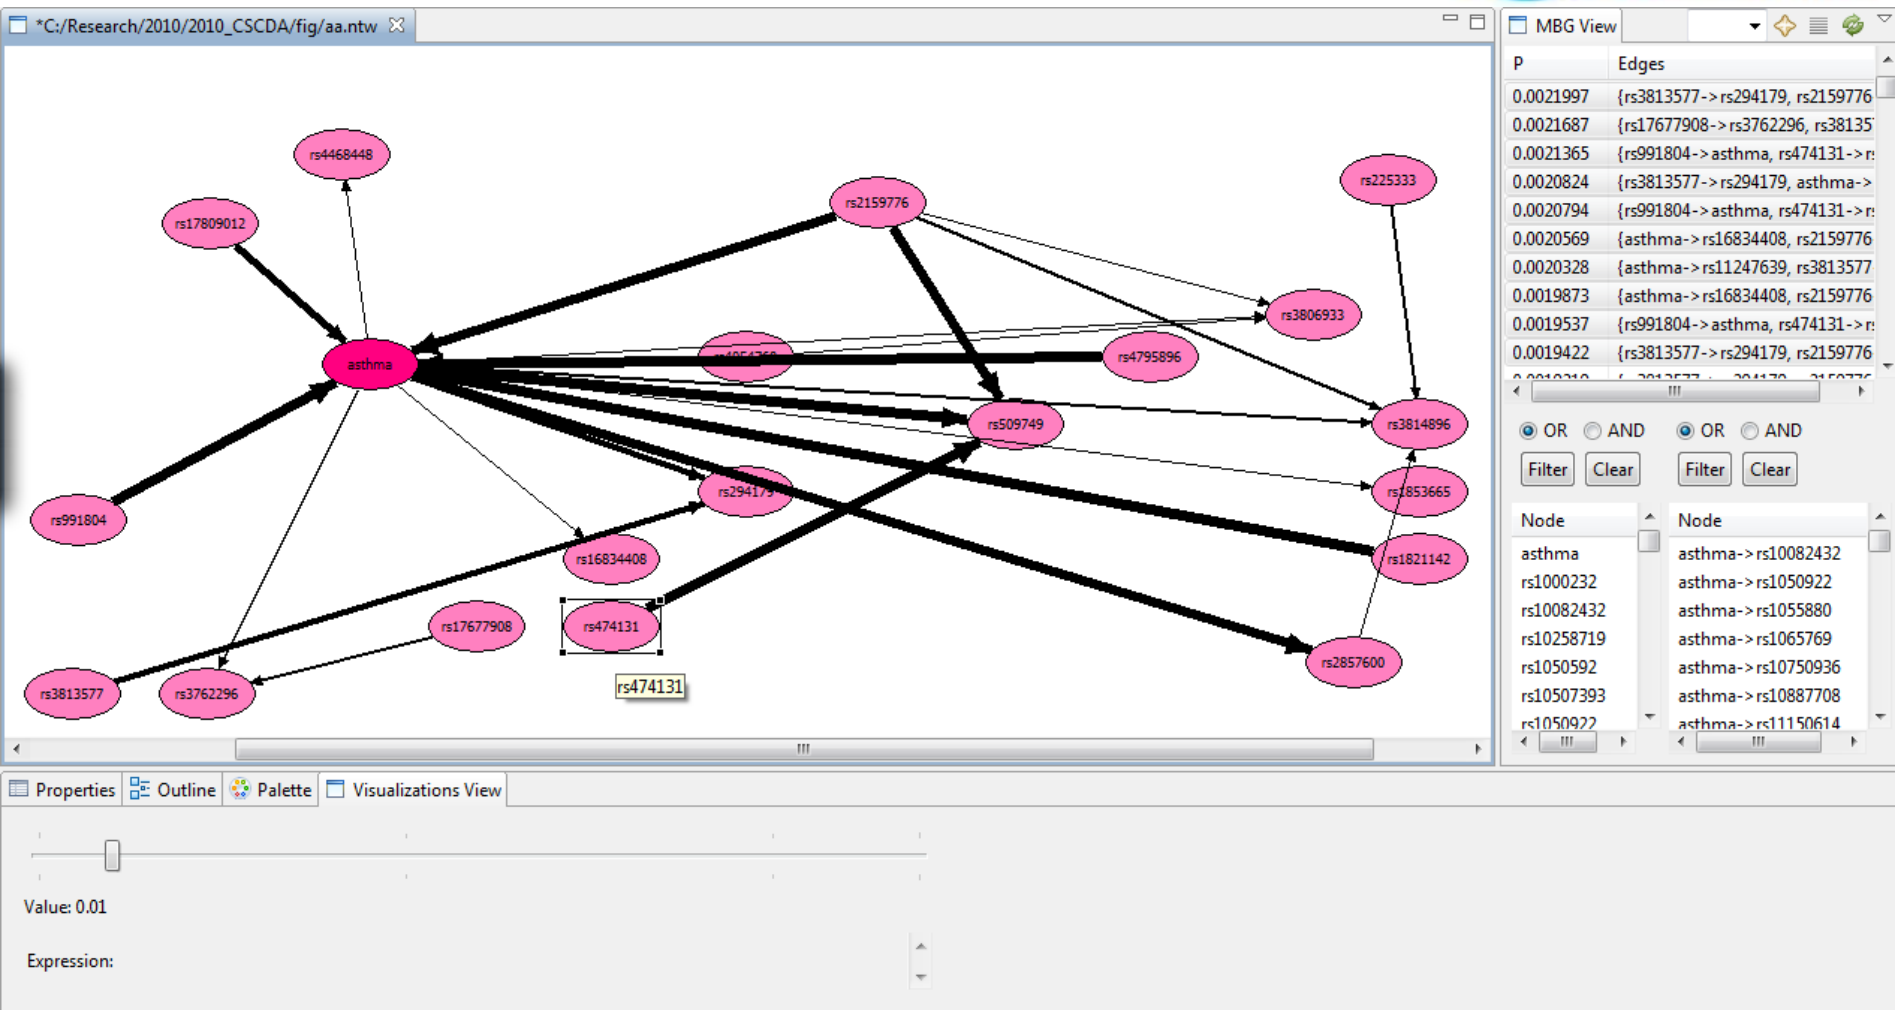 *C:/Research/2010/2010_CSCDA/fig/aa.ntw
rs4468448
rs17809012
rs2159776
rs225333
rs3806933
rs4795896
asthma
rs509749
rs3814896
rs294179
rs1853665
rs991804
rs16834408
rs1821142
rs17677908
rs474131
rs2857600
rs3813577
rs3762296
rs474131
MBG View
P Edges
0.0021997 {rs3813577->rs294179, rs2159776
0.0021687 {rs17677908->rs3762296, rs38135
0.0021365 {rs991804->asthma, rs474131->r
0.0020824 {rs3813577->rs294179, asthma->
0.0020794 {rs991804->asthma, rs474131->r
0.0020569 {asthma->rs16834408, rs2159776
0.0020328 {asthma->rs11247639, rs3813577
0.0019873 {asthma->rs16834408, rs2159776
0.0019537 {rs991804->asthma, rs474131->r
0.0019422 {rs3813577->rs294179, rs2159776
OR AND OR AND
Filter Clear Filter Clear
Node
asthma
rs1000232
rs10082432
rs10258719
rs1050592
rs10507393
rs1050922
Node
asthma->rs10082432
asthma->rs1050922
asthma->rs1055880
asthma->rs1065769
asthma->rs10750936
asthma->rs10887708
asthma->rs11150614
Properties Outline Palette Visualizations View
Value: 0.01
Expression: